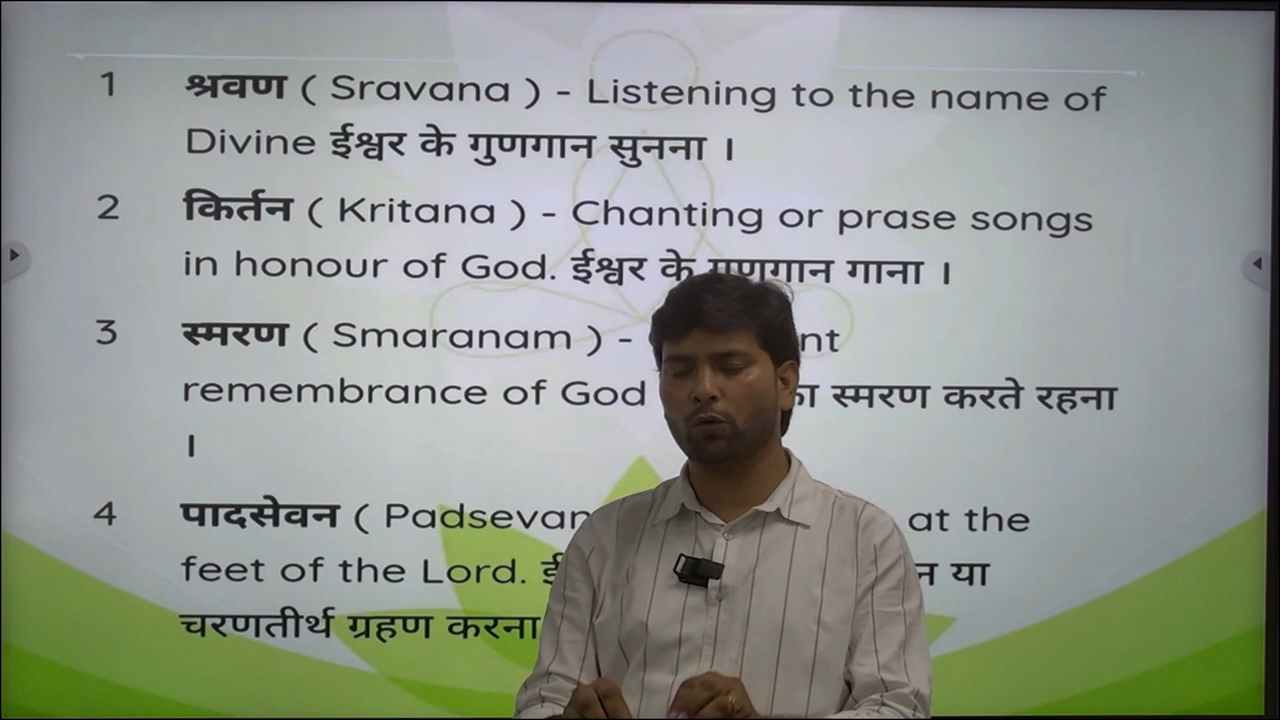 1 श्रवण ( Sravana ) - Listening to the name of
Divine ईश्वर के गुणगान सुनना ।
2 किर्तन ( Kritana ) - Chanting or prase songs
in honour of God. ईश्वर के गुणगान गाना ।
3 स्मरण ( Smaranam ) -
remembrance of God स्मरण करते रहना
।
4 पादसेवन ( at the
feet of the Lord. या
चरणतीर्थ ग्रहण करना